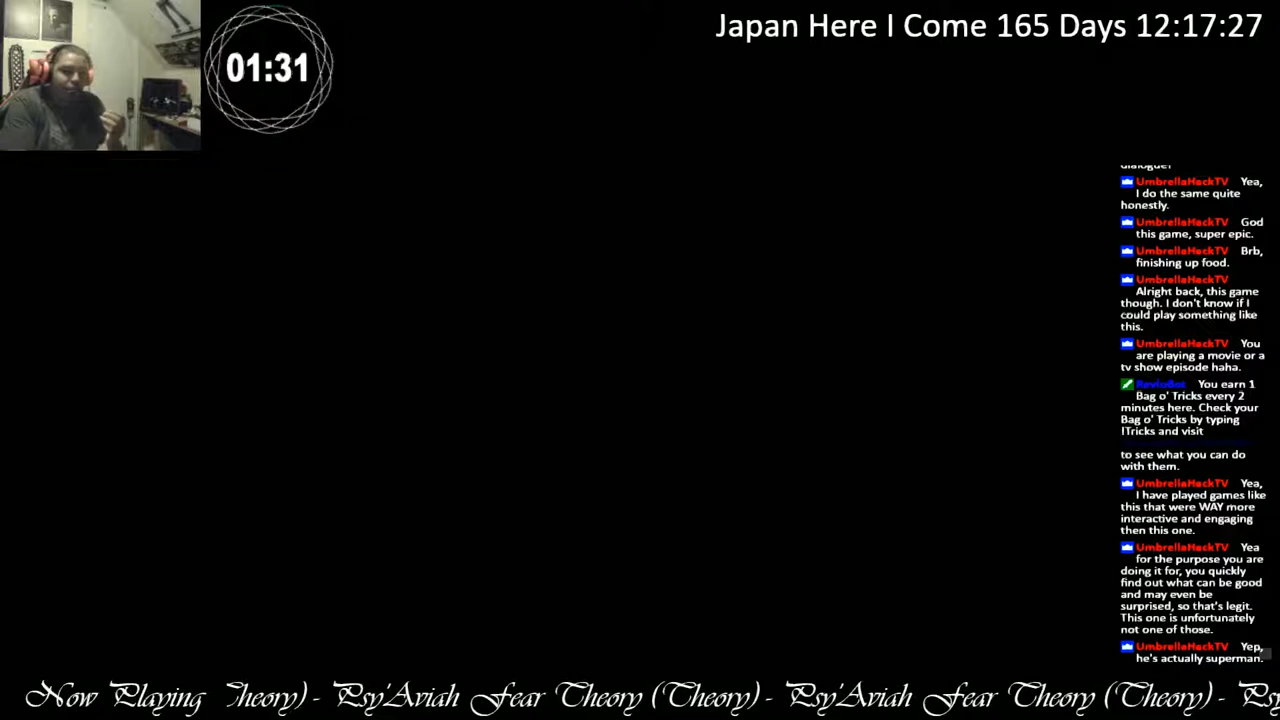 Japan Here I Come 165 Days 12:17:27
01:31
dialogue!
UmbrellaHackTV Yea,
I do the same quite
honestly.
UmbrellaHackTV God
this game, super epic.
UmbrellaHackTV Brb,
finishing up food.
UmbrellaHackTV
Alright back, this game
though. I don't know if I
could play something like
this.
UmbrellaHackTV You
are playing a movie or a
tv show episode haha.
RevloBot You earn 1
Bag o' Tricks every 2
minutes here. Check your
Bag o' Tricks by typing
!Tricks and visit
to see what you can do
with them.
UmbrellaHackTV Yea,
I have played games like
this that were WAY more
interactive and engaging
then this one.
UmbrellaHackTV Yea
for the purpose you are
doing it for, you quickly
find out what can be good
and may even be
surprised, so that's legit.
This one is unfortunately
not one of those.
UmbrellaHackTV Yep,
he's actually superman.
Now Playing Theory) - Psy'Aviah Fear Theory (Theory) - Psy'Aviah Fear Theory (Theory) - Ps